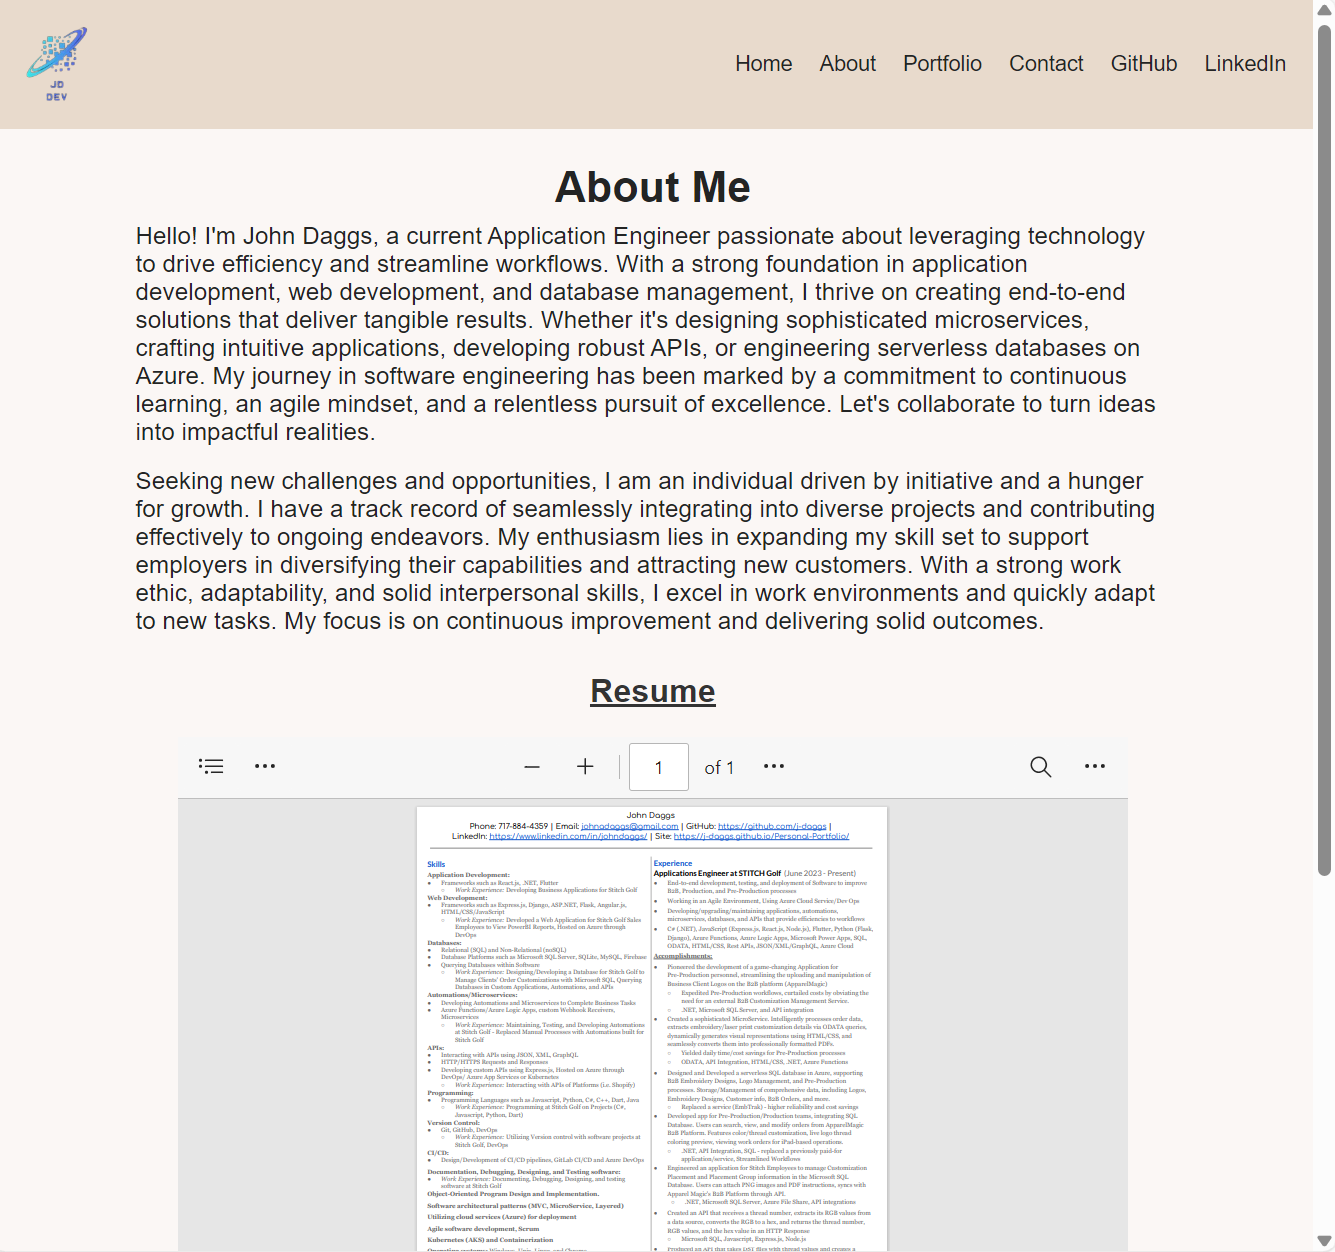 JD
DEV
Home About Portfolio Contact GitHub LinkedIn
About Me
Hello! I'm John Daggs, a current Application Engineer passionate about leveraging technology
to drive efficiency and streamline workflows. With a strong foundation in application
development, web development, and database management, I thrive on creating end-to-end
solutions that deliver tangible results. Whether it's designing sophisticated microservices,
crafting intuitive applications, developing robust APIs, or engineering serverless databases on
Azure. My journey in software engineering has been marked by a commitment to continuous
learning, an agile mindset, and a relentless pursuit of excellence. Let's collaborate to turn ideas
into impactful realities.
Seeking new challenges and opportunities, I am an individual driven by initiative and a hunger
for growth. I have a track record of seamlessly integrating into diverse projects and contributing
effectively to ongoing endeavors. My enthusiasm lies in expanding my skill set to support
employers in diversifying their capabilities and attracting new customers. With a strong work
ethic, adaptability, and solid interpersonal skills, I excel in work environments and quickly adapt
to new tasks. My focus is on continuous improvement and delivering solid outcomes.
Resume
1 of 1
John Daggs
Phone: 717-884-4359 | Email: johnadaggs@gmail.com | GitHub: https://github.com/j-daggs |
LinkedIn: https://www.linkedin.com/in/johndaggs/ | Site: https://j-daggs.github.io/Personal-Portfolio/
Skills
Application Development:
● Frameworks such as React.js, .NET, Flutter
○ Work Experience: Developing Business Applications for Stitch Golf
Web Development:
● Frameworks such as Express.js, Django, ASP.NET, Flask, Angular.js,
HTML/CSS/JavaScript
○ Work Experience: Developed a Web Application for Stitch Golf Sales
Employees to View PowerBI Reports, Hosted on Azure through
DevOps
Databases:
● Relational (SQL) and Non-Relational (noSQL)
● Database Platforms such as Microsoft SQL Server, SQLite, MySQL, Firebase
● Querying Databases within Software
○ Work Experience: Designing/Developing a Database for Stitch Golf to
Manage Clients' Order Customizations with Microsoft SQL, Querying
Databases in Custom Applications, Automations, and APIs
Automations/Microservices:
● Developing Automations and Microservices to Complete Business Tasks
● Azure Functions/Azure Logic Apps, custom Webhook Receivers,
Microservices
○ Work Experience: Maintaining, Testing, and Developing Automations
at Stitch Golf - Replaced Manual Processes with Automations built for
Stitch Golf
APIs:
● Interacting with APIs using JSON, XML, GraphQL
● HTTP/HTTPS Requests and Responses
● Developing custom APIs using Express.js, Hosted on Azure through
DevOps/ Azure App Services or Kubernetes
○ Work Experience: Interacting with APIs of Platforms (i.e. Shopify)
Programming:
● Programming Languages such as Javascript, Python, C#, C++, Dart, Java
○ Work Experience: Programming at Stitch Golf on Projects (C#,
Javascript, Python, Dart)
Version Control:
● Git, GitHub, DevOps
○ Work Experience: Utilizing Version control with software projects at
Stitch Golf, DevOps
CI/CD:
● Design/Development of CI/CD pipelines, GitLab CI/CD and Azure DevOps
Documentation, Debugging, Designing, and Testing software:
● Work Experience: Documenting, Debugging, Designing, and testing
software at Stitch Golf
Object-Oriented Program Design and Implementation.
Software architectural patterns (MVC, MicroService, Layered)
Utilizing cloud services (Azure) for deployment
Agile software development, Scrum
Kubernetes (AKS) and Containerization
Operating systems: Windows, Unix, Linux, and Chrome
Experience
Applications Engineer at STITCH Golf (June 2023 - Present)
● End-to-end development, testing, and deployment of Software to improve
B2B, Production, and Pre-Production processes
● Working in an Agile Environment, Using Azure Cloud Service/Dev Ops
● Developing/upgrading/maintaining applications, automations,
microservices, databases, and APIs that provide efficiencies to workflows
● C# (.NET), JavaScript (Express.js, React.js, Node.js), Flutter, Python (Flask,
Django), Azure Functions, Azure Logic Apps, Microsoft Power Apps, SQL,
ODATA, HTML/CSS, Rest APIs, JSON/XML/GraphQL, Azure Cloud
Accomplishments:
● Pioneered the development of a game-changing Application for
Pre-Production personnel, streamlining the uploading and manipulation of
Business Client Logos on the B2B platform (ApparelMagic)
○ Expedited Pre-Production workflows, curtailed costs by obviating the
need for an external B2B Customization Management Service.
○ .NET, Microsoft SQL Server, and API integration
● Created a sophisticated MicroService. Intelligently processes order data,
extracts embroidery/laser print customization details via ODATA queries,
dynamically generates visual representations using HTML/CSS, and
seamlessly converts them into professionally formatted PDFs.
○ Yielded daily time/cost savings for Pre-Production processes
○ ODATA, API Integration, HTML/CSS, .NET, Azure Functions
● Designed and Developed a serverless SQL database in Azure, supporting
B2B Embroidery Designs, Logo Management, and Pre-Production
processes. Storage/Management of comprehensive data, including Logos,
Embroidery Designs, Customer info, B2B Orders, and more.
○ Replaced a service (EmbTrak) - higher reliability and cost savings
● Developed app for Pre-Production/Production teams, integrating SQL
Database. Users can search, view, and modify orders from ApparelMagic
B2B Platform. Features color/thread customization, live logo thread
coloring preview, viewing work orders for iPad-based operations.
○ .NET, API Integration, SQL - replaced a previously paid-for
application/service, Streamlined Workflows
● Engineered an application for Stitch Employees to manage Customization
Placement and Placement Group information in the Microsoft SQL
Database. Users can attach PNG images and PDF instructions, syncs with
Apparel Magic's B2B Platform through API.
○ .NET, Microsoft SQL Server, Azure File Share, API integrations
● Created an API that receives a thread number, extracts its RGB values from
a data source, converts the RGB to a hex, and returns the thread number,
RGB values, and the hex value in an HTTP Response
○ Microsoft SQL, Javascript, Express.js, Node.js
● Produced an API that takes DST files with thread values and creates a